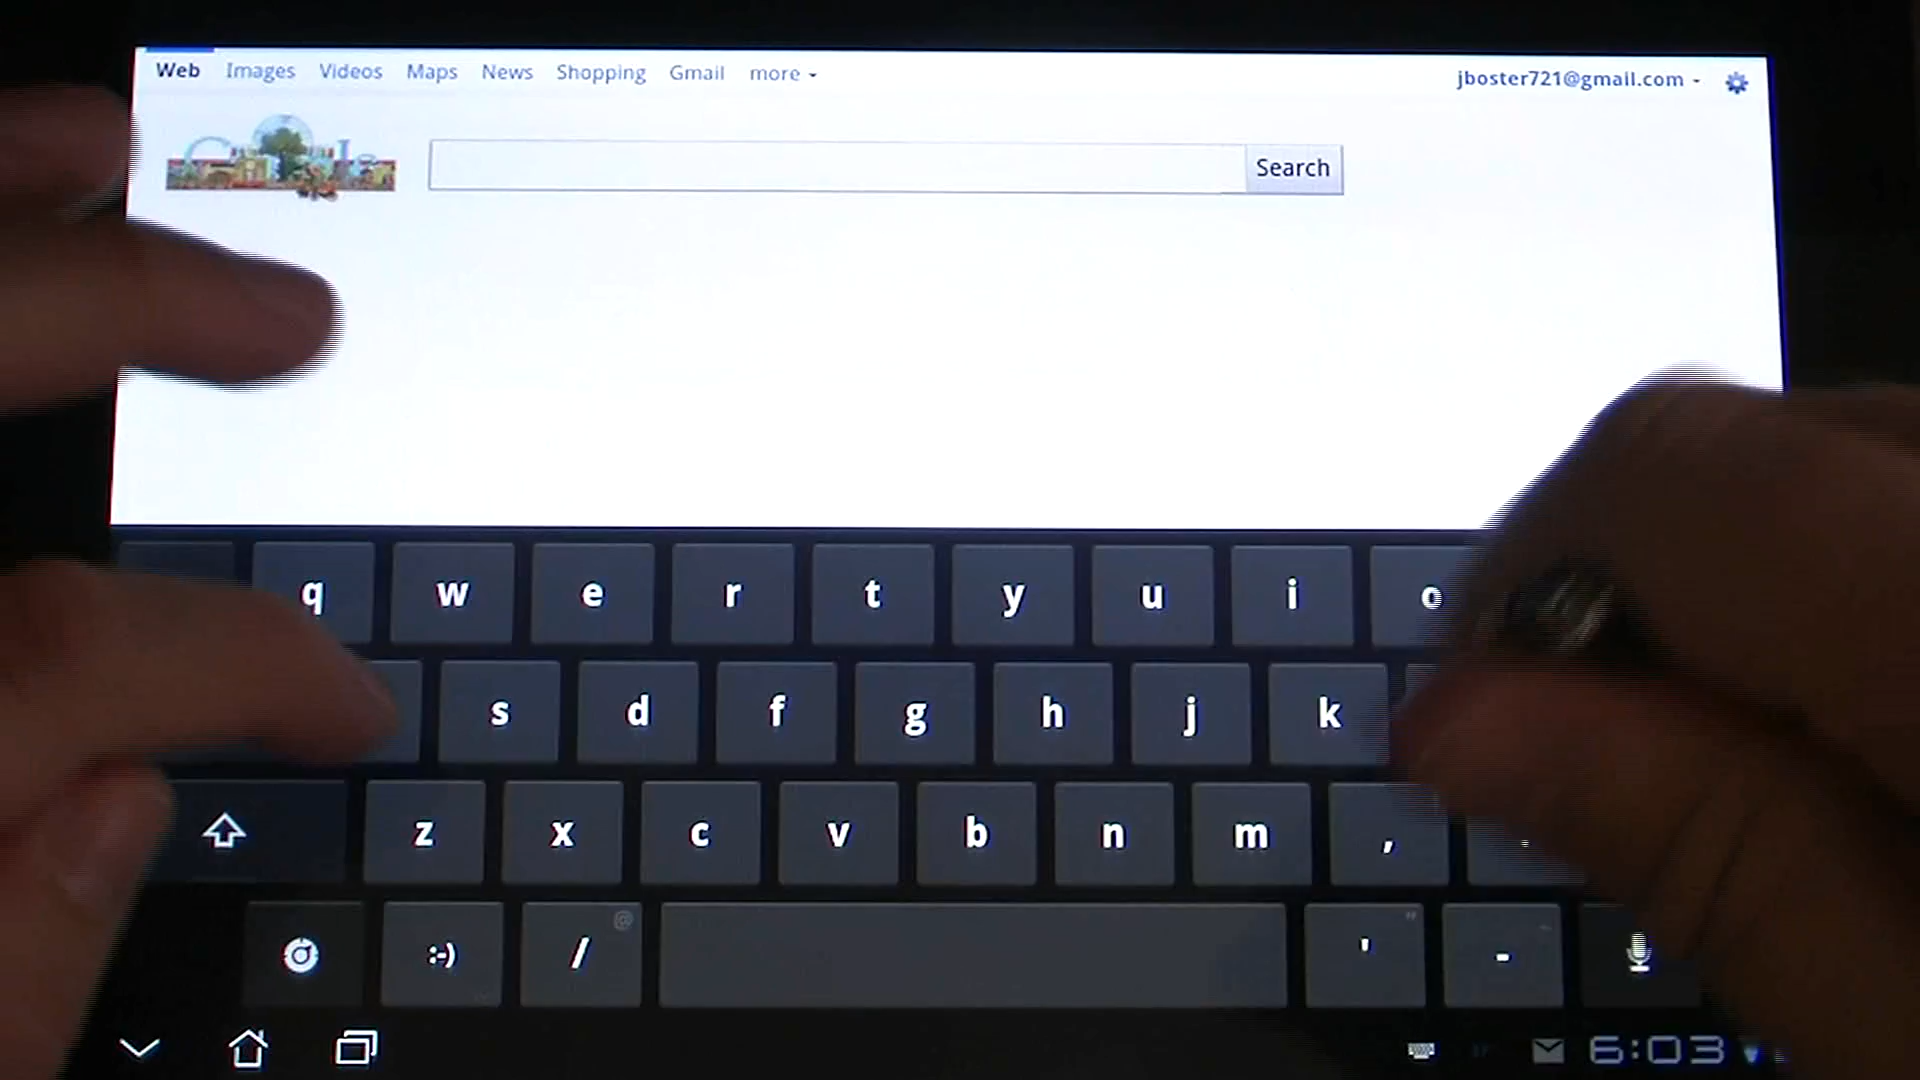 Web Images Videos Maps News Shopping Gmail more
jboster721@gmail.com
Search
q w e r t y u i o
s d f g h j k
z x c v b n m , .
:-) / @ ' " -
6:03